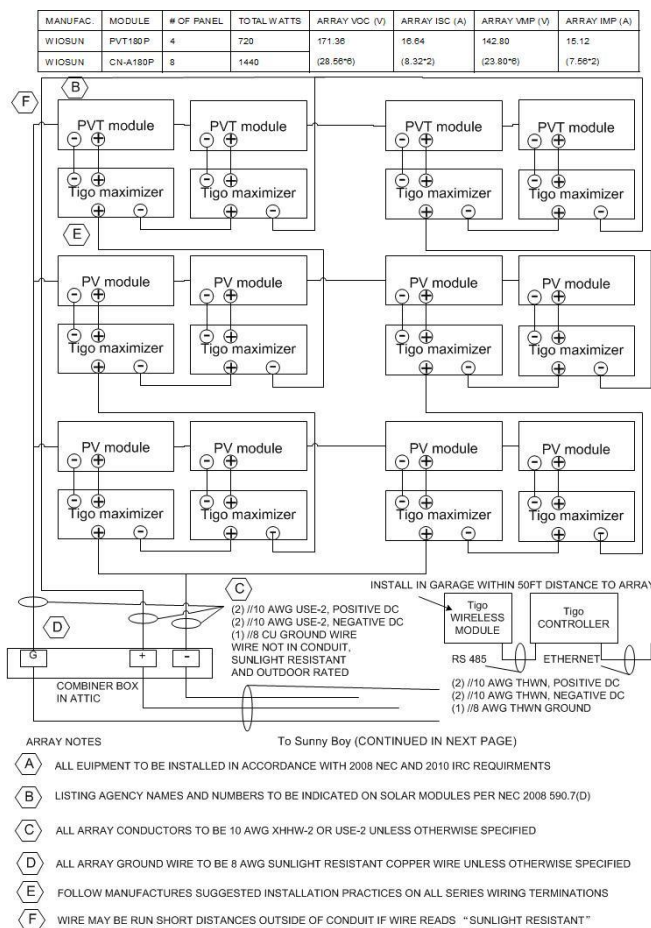 MANUFAC. MODULE # OF PANEL TOTAL WATTS ARRAY VOC (V) ARRAY ISC (A) ARRAY VMP (V) ARRAY IMP (A)
WIOSUN PVT180P 4 720 171.36 16.64 142.80 15.12
WIOSUN CN-A180P 8 1440 (28.56*6) (8.32*2) (23.80*6) (7.56*2)
F B
PVT module PVT module PVT module PVT module
- + - + - + - +
- + - + - + - +
Tigo maximizer Tigo maximizer Tigo maximizer Tigo maximizer
+ - + - + - + -
E
PV module PV module PV module PV module
- + - + - + - +
- + - + - + - +
Tigo maximizer Tigo maximizer Tigo maximizer Tigo maximizer
+ - + - + - + -
PV module PV module PV module PV module
- + - + - + - +
- + - + - + - +
Tigo maximizer Tigo maximizer Tigo maximizer Tigo maximizer
+ - + - + - + -
C
(2) //10 AWG USE-2, POSITIVE DC
(2) //10 AWG USE-2, NEGATIVE DC
(1) //8 CU GROUND WIRE
WIRE NOT IN CONDUIT,
SUNLIGHT RESISTANT
AND OUTDOOR RATED
INSTALL IN GARAGE WITHIN 50FT DISTANCE TO ARRAY
Tigo
WIRELESS
MODULE
Tigo
CONTROLLER
RS 485 ETHERNET
D
G + -
COMBINER BOX
IN ATTIC
(2) //10 AWG THWN, POSITIVE DC
(2) //10 AWG THWN, NEGATIVE DC
(1) //8 AWG THWN GROUND
ARRAY NOTES
To Sunny Boy (CONTINUED IN NEXT PAGE)
A ALL EUIPMENT TO BE INSTALLED IN ACCORDANCE WITH 2008 NEC AND 2010 IRC REQUIRMENTS
B LISTING AGENCY NAMES AND NUMBERS TO BE INDICATED ON SOLAR MODULES PER NEC 2008 590.7(D)
C ALL ARRAY CONDUCTORS TO BE 10 AWG XHHW-2 OR USE-2 UNLESS OTHERWISE SPECIFIED
D ALL ARRAY GROUND WIRE TO BE 8 AWG SUNLIGHT RESISTANT COPPER WIRE UNLESS OTHERWISE SPECIFIED
E FOLLOW MANUFACTURES SUGGESTED INSTALLATION PRACTICES ON ALL SERIES WIRING TERMINATIONS
F WIRE MAY BE RUN SHORT DISTANCES OUTSIDE OF CONDUIT IF WIRE READS “SUNLIGHT RESISTANT”